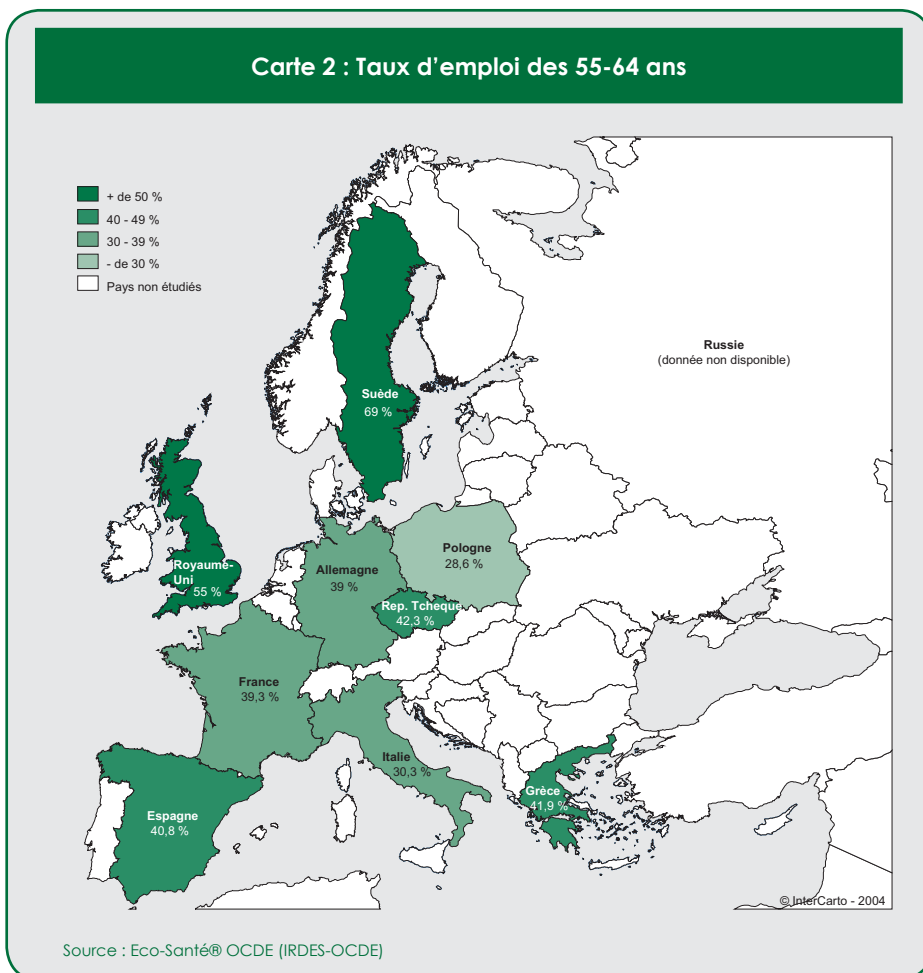 Carte 2 : Taux d'emploi des 55-64 ans
+ de 50 %
40 - 49 %
30 - 39 %
- de 30 %
Pays non étudiés
Russie
(donnée non disponible)
Suède
69 %
Royaume-
Uni
55 %
Allemagne
39 %
Pologne
28,6 %
Rep. Tcheque
42,3 %
France
39,3 %
Italie
30,3 %
Espagne
40,8 %
Grèce
41,9 %
© InterCarto - 2004
Source : Eco-Santé® OCDE (IRDES-OCDE)